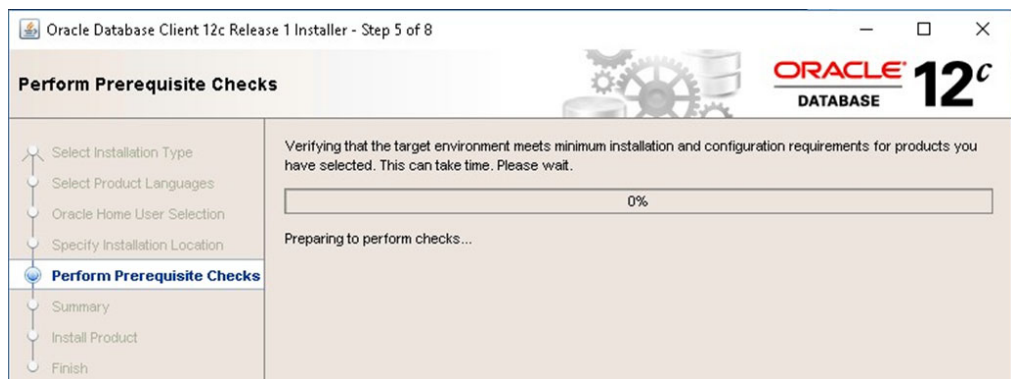 Oracle Database Client 12c Release 1 Installer - Step 5 of 8
Perform Prerequisite Checks
ORACLE
DATABASE
12c
Select Installation Type
Select Product Languages
Oracle Home User Selection
Specify Installation Location
Perform Prerequisite Checks
Summary
Install Product
Finish
Verifying that the target environment meets minimum installation and configuration requirements for products you
have selected. This can take time. Please wait.
0%
Preparing to perform checks...